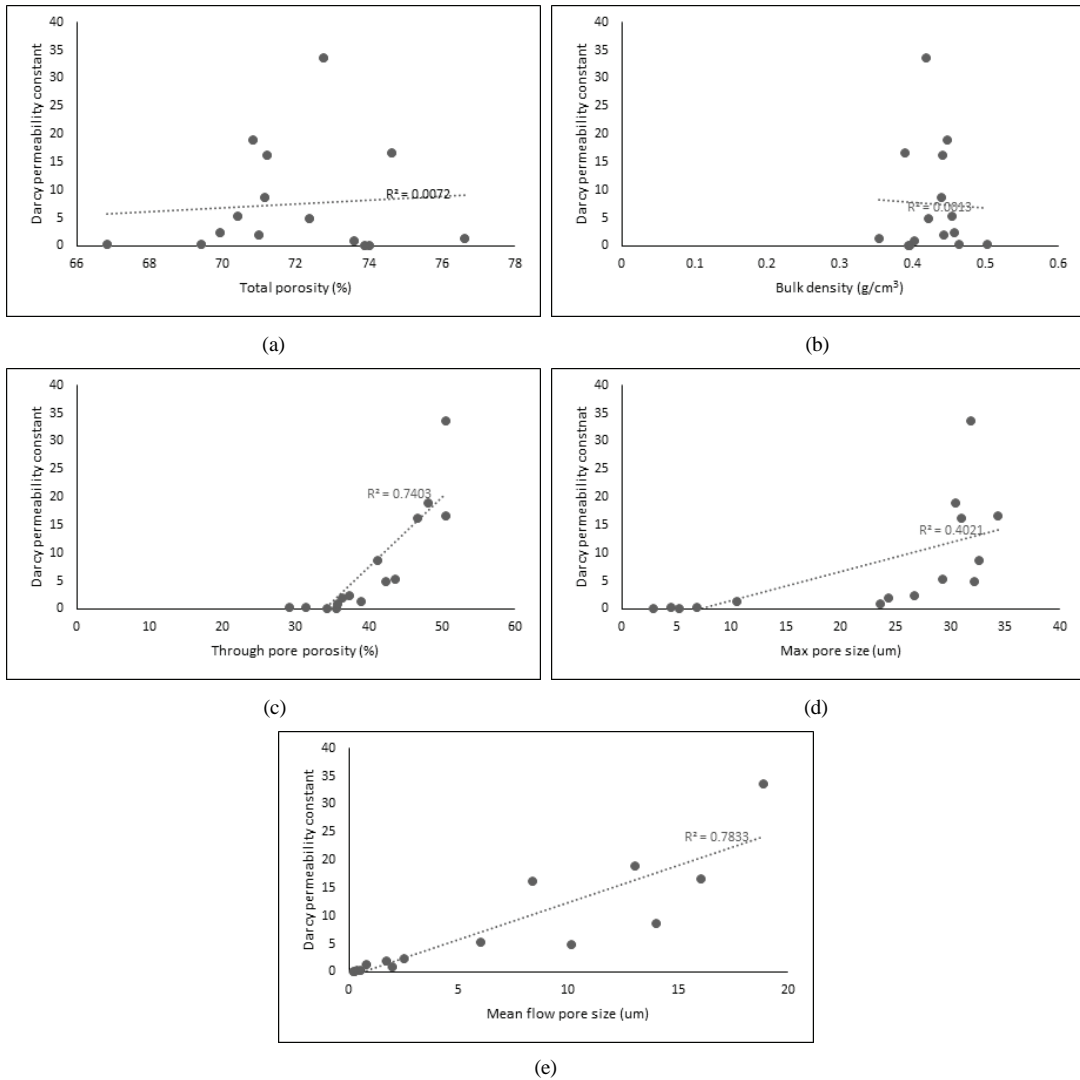 40
35
30
25
20
15
10
5
0
Darcy permeability constant
R² = 0.0072
66 68 70 72 74 76 78
Total porosity (%)
(a)
40
35
30
25
20
15
10
5
0
Darcy permeability constant
R² = 0.0013
0 0.1 0.2 0.3 0.4 0.5 0.6
Bulk density (g/cm³)
(b)
40
35
30
25
20
15
10
5
0
Darcy permeability constant
R² = 0.7403
0 10 20 30 40 50 60
Through pore porosity (%)
(c)
40
35
30
25
20
15
10
5
0
Darcy permeability constnat
R² = 0.4021
0 5 10 15 20 25 30 35 40
Max pore size (um)
(d)
40
35
30
25
20
15
10
5
0
Darcy permeability constant
R² = 0.7833
0 5 10 15 20
Mean flow pore size (um)
(e)